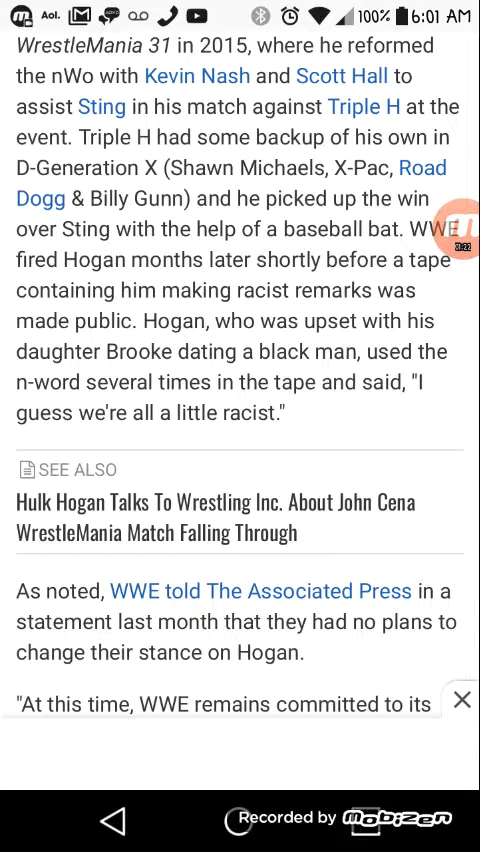 Aol. 100% 6:01 AM
WrestleMania 31 in 2015, where he reformed
the nWo with Kevin Nash and Scott Hall to
assist Sting in his match against Triple H at the
event. Triple H had some backup of his own in
D-Generation X (Shawn Michaels, X-Pac, Road
Dogg & Billy Gunn) and he picked up the win
over Sting with the help of a baseball bat. WWE
01:22
fired Hogan months later shortly before a tape
containing him making racist remarks was
made public. Hogan, who was upset with his
daughter Brooke dating a black man, used the
n-word several times in the tape and said, "I
guess we're all a little racist."
SEE ALSO
Hulk Hogan Talks To Wrestling Inc. About John Cena
WrestleMania Match Falling Through
As noted, WWE told The Associated Press in a
statement last month that they had no plans to
change their stance on Hogan.
"At this time, WWE remains committed to its
Recorded by Mobizen